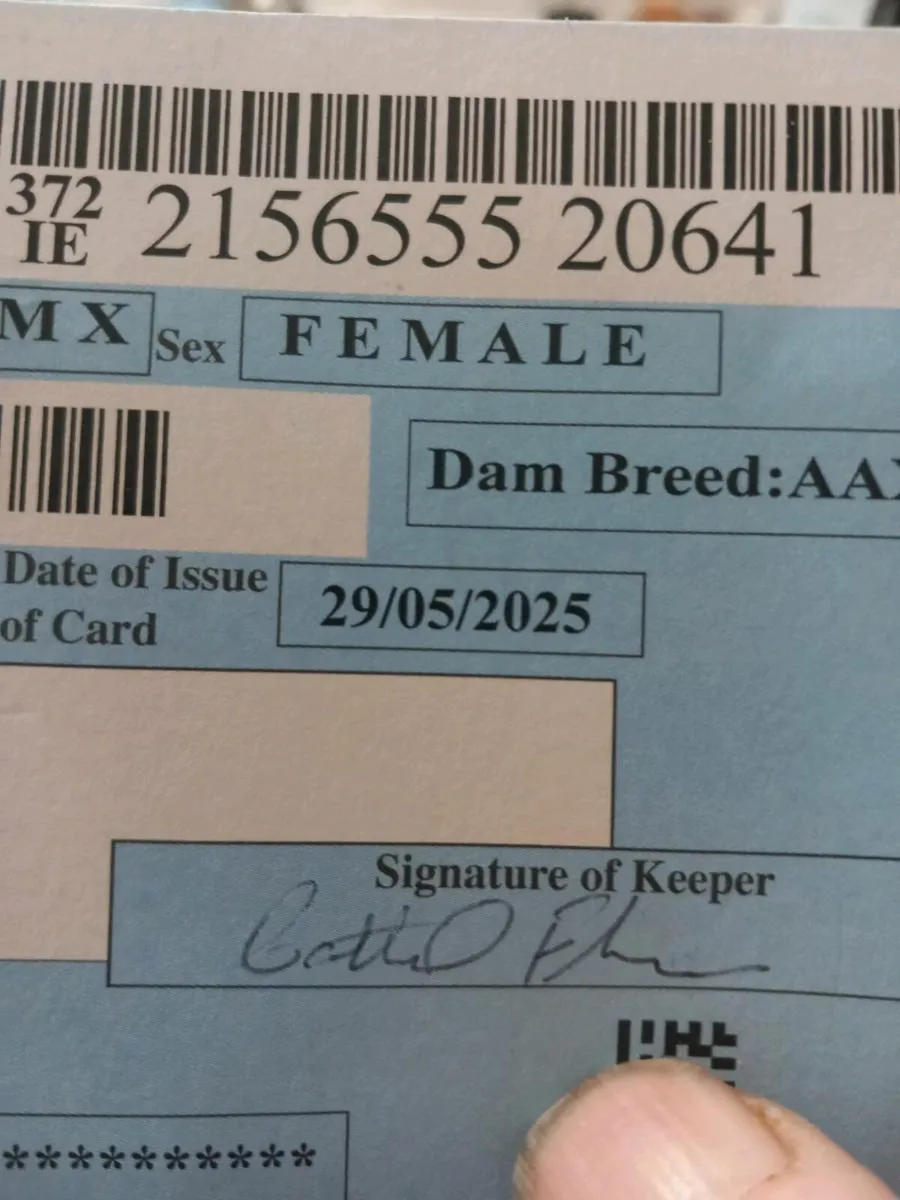 372
IE 2156555 20641
MX Sex FEMALE
Dam Breed:AAX
Date of Issue
of Card 29/05/2025
Signature of Keeper
**********